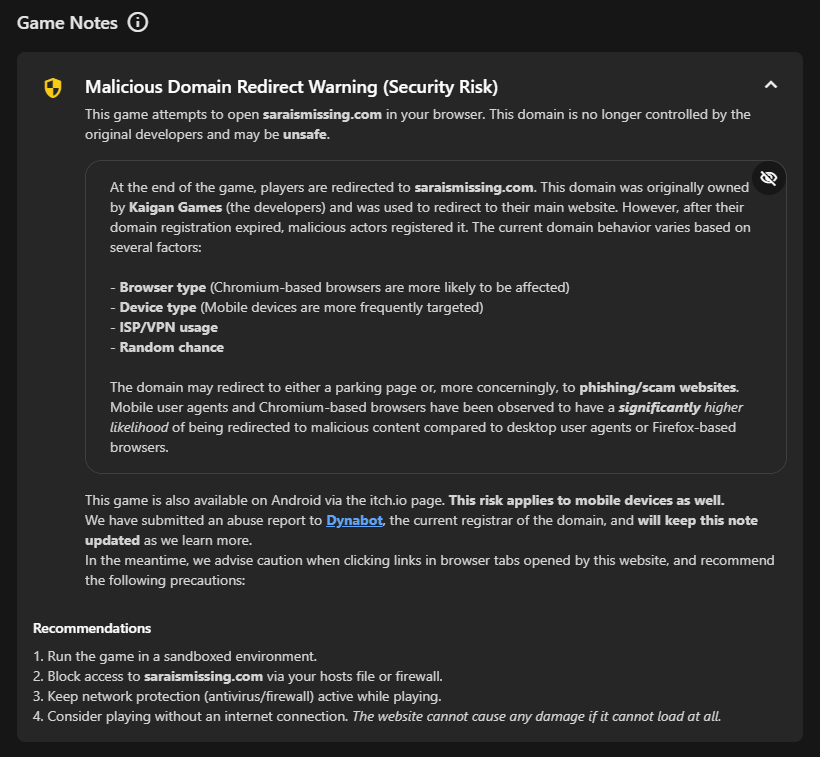 Game Notes
Malicious Domain Redirect Warning (Security Risk)
This game attempts to open saraismissing.com in your browser. This domain is no longer controlled by the
original developers and may be unsafe.
At the end of the game, players are redirected to saraismissing.com. This domain was originally owned
by Kaigan Games (the developers) and was used to redirect to their main website. However, after their
domain registration expired, malicious actors registered it. The current domain behavior varies based on
several factors:
- Browser type (Chromium-based browsers are more likely to be affected)
- Device type (Mobile devices are more frequently targeted)
- ISP/VPN usage
- Random chance
The domain may redirect to either a parking page or, more concerningly, to phishing/scam websites.
Mobile user agents and Chromium-based browsers have been observed to have a significantly higher
likelihood of being redirected to malicious content compared to desktop user agents or Firefox-based
browsers.
This game is also available on Android via the itch.io page. This risk applies to mobile devices as well.
We have submitted an abuse report to Dynabot, the current registrar of the domain, and will keep this note
updated as we learn more.
In the meantime, we advise caution when clicking links in browser tabs opened by this website, and recommend
the following precautions:
Recommendations
1. Run the game in a sandboxed environment.
2. Block access to saraismissing.com via your hosts file or firewall.
3. Keep network protection (antivirus/firewall) active while playing.
4. Consider playing without an internet connection. The website cannot cause any damage if it cannot load at all.